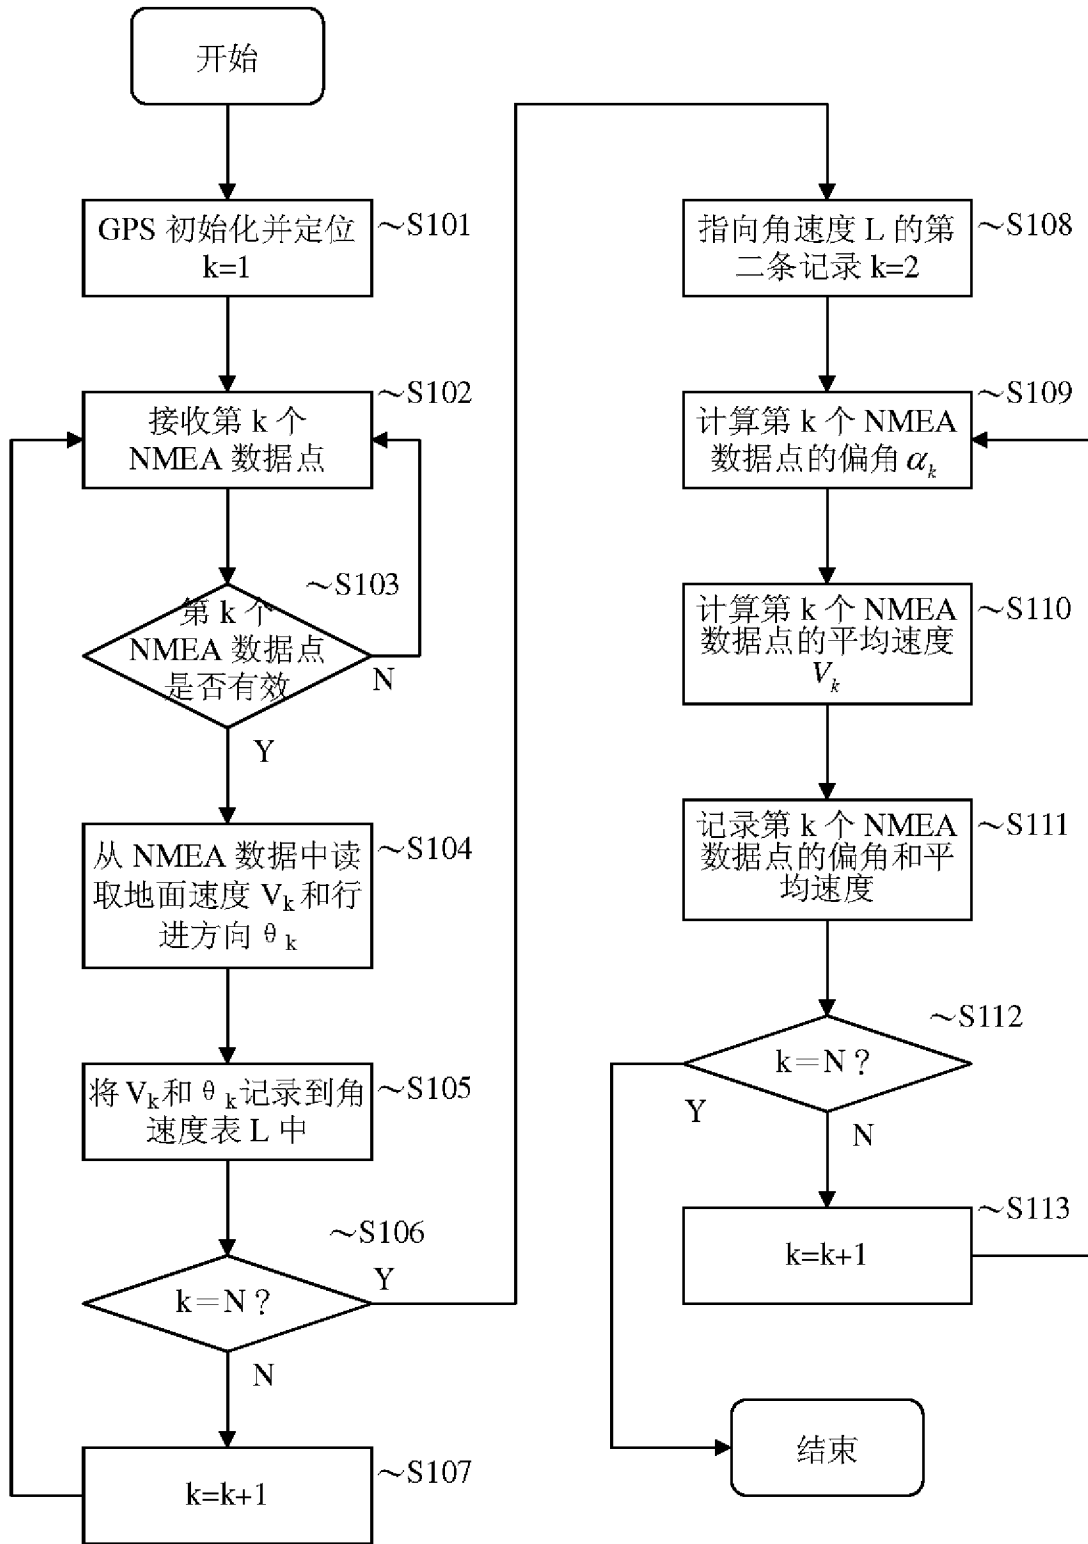 开始
GPS 初始化并定位
k=1
~S101
接收第 k 个
NMEA 数据点
~S102
第 k 个
NMEA 数据点
是否有效
~S103
N
Y
从 NMEA 数据中读
取地面速度 Vk和行
进方向 θk
~S104
将Vk和 θk记录到角
速度表 L 中
~S105
k=N?
~S106
Y
N
k=k+1
~S107
指向角速度 L 的第
二条记录 k=2
~S108
计算第 k 个 NMEA
数据点的偏角 αk
~S109
计算第 k 个 NMEA
数据点的平均速度
Vk
~S110
记录第 k 个 NMEA
数据点的偏角和平
均速度
~S111
k=N?
~S112
Y
N
k=k+1
~S113
结束